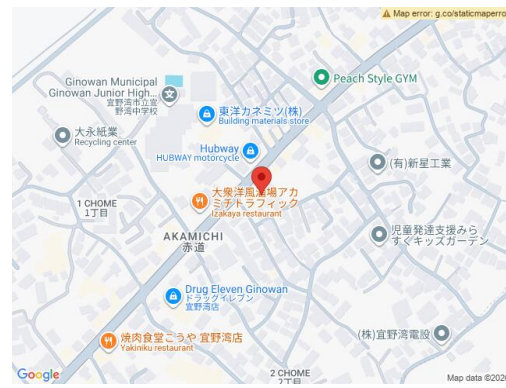 Map error: g.co/staticmaperro
Ginowan Municipal
Ginowan Junior High...
宜野湾市立宜
野湾中学校
Peach Style GYM
東洋カネミツ(株)
Building materials store
大永紙業
Recycling center
Hubway
HUBWAY motorcycle
(有)新星工業
大衆洋風酒場アカ
ミチトラフィック
Izakaya restaurant
1 CHOME
1丁目
AKAMICHI
赤道
児童発達支援みら
すぐキッズガーデン
Drug Eleven Ginowan
ドラッグイレブン
宜野湾店
焼肉食堂こうや 宜野湾店
Yakiniku restaurant
(株)宜野湾電設
2 CHOME
2丁目
Google
Map data ©2026